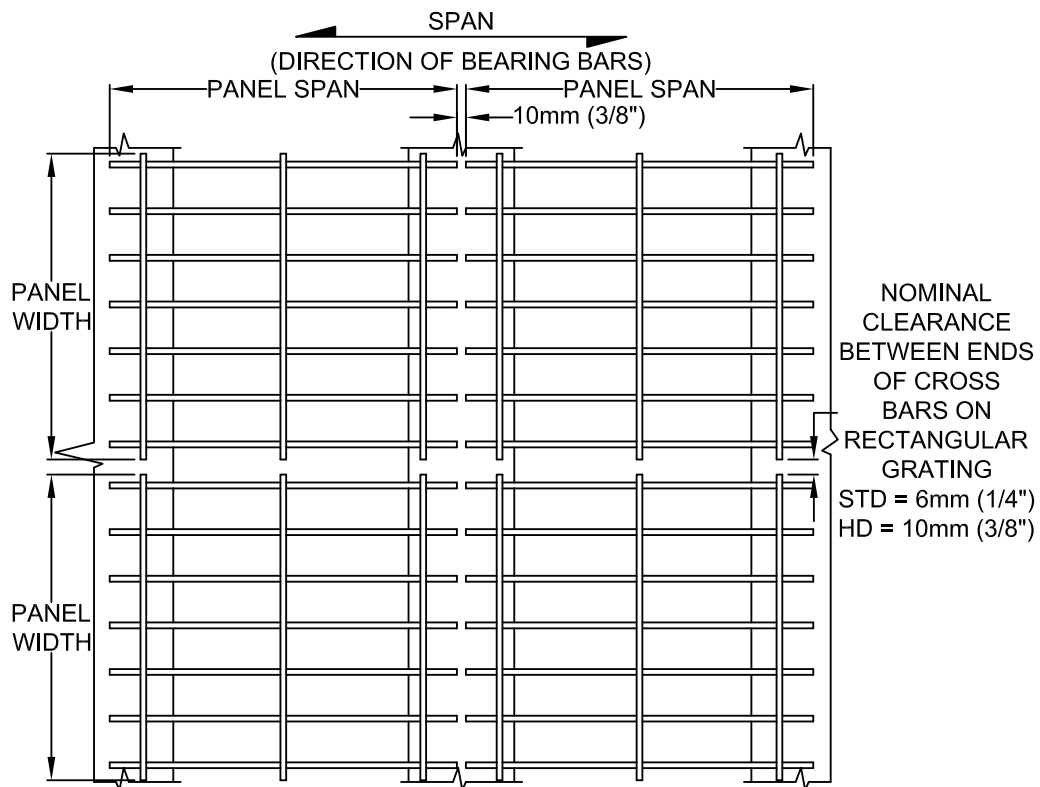 SPAN
(DIRECTION OF BEARING BARS)
PANEL SPAN
PANEL SPAN
10mm (3/8")
PANEL
WIDTH
NOMINAL
CLEARANCE
BETWEEN ENDS
OF CROSS
BARS ON
RECTANGULAR
GRATING
STD = 6mm (1/4")
HD = 10mm (3/8")
PANEL
WIDTH